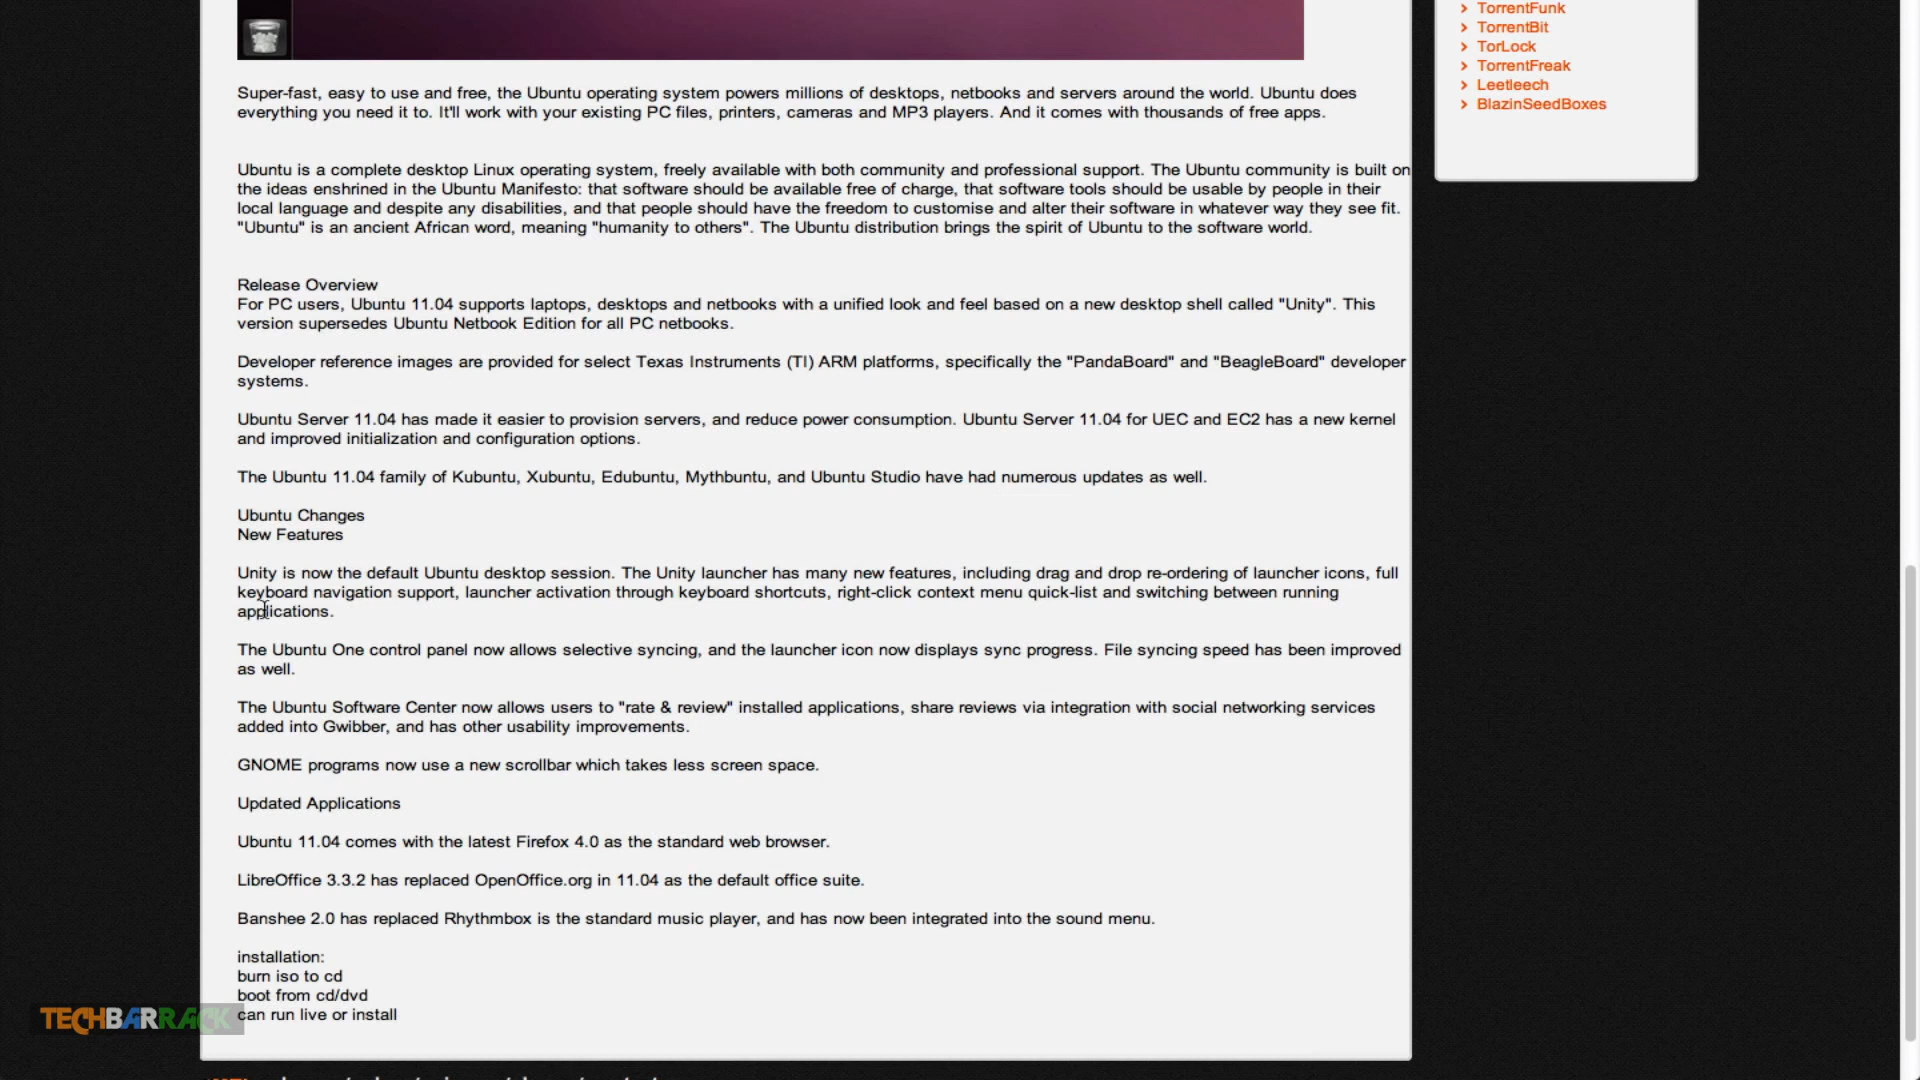 TorrentFunk
TorrentBit
TorLock
TorrentFreak
Leetleech
BlazinSeedBoxes
Super-fast, easy to use and free, the Ubuntu operating system powers millions of desktops, netbooks and servers around the world. Ubuntu does
everything you need it to. It'll work with your existing PC files, printers, cameras and MP3 players. And it comes with thousands of free apps.
Ubuntu is a complete desktop Linux operating system, freely available with both community and professional support. The Ubuntu community is built on
the ideas enshrined in the Ubuntu Manifesto: that software should be available free of charge, that software tools should be usable by people in their
local language and despite any disabilities, and that people should have the freedom to customise and alter their software in whatever way they see fit.
"Ubuntu" is an ancient African word, meaning "humanity to others". The Ubuntu distribution brings the spirit of Ubuntu to the software world.
Release Overview
For PC users, Ubuntu 11.04 supports laptops, desktops and netbooks with a unified look and feel based on a new desktop shell called "Unity". This
version supersedes Ubuntu Netbook Edition for all PC netbooks.
Developer reference images are provided for select Texas Instruments (TI) ARM platforms, specifically the "PandaBoard" and "BeagleBoard" developer
systems.
Ubuntu Server 11.04 has made it easier to provision servers, and reduce power consumption. Ubuntu Server 11.04 for UEC and EC2 has a new kernel
and improved initialization and configuration options.
The Ubuntu 11.04 family of Kubuntu, Xubuntu, Edubuntu, Mythbuntu, and Ubuntu Studio have had numerous updates as well.
Ubuntu Changes
New Features
Unity is now the default Ubuntu desktop session. The Unity launcher has many new features, including drag and drop re-ordering of launcher icons, full
keyboard navigation support, launcher activation through keyboard shortcuts, right-click context menu quick-list and switching between running
applications.
The Ubuntu One control panel now allows selective syncing, and the launcher icon now displays sync progress. File syncing speed has been improved
as well.
The Ubuntu Software Center now allows users to "rate & review" installed applications, share reviews via integration with social networking services
added into Gwibber, and has other usability improvements.
GNOME programs now use a new scrollbar which takes less screen space.
Updated Applications
Ubuntu 11.04 comes with the latest Firefox 4.0 as the standard web browser.
LibreOffice 3.3.2 has replaced OpenOffice.org in 11.04 as the default office suite.
Banshee 2.0 has replaced Rhythmbox is the standard music player, and has now been integrated into the sound menu.
installation:
burn iso to cd
boot from cd/dvd
can run live or install
TECHBARRACK